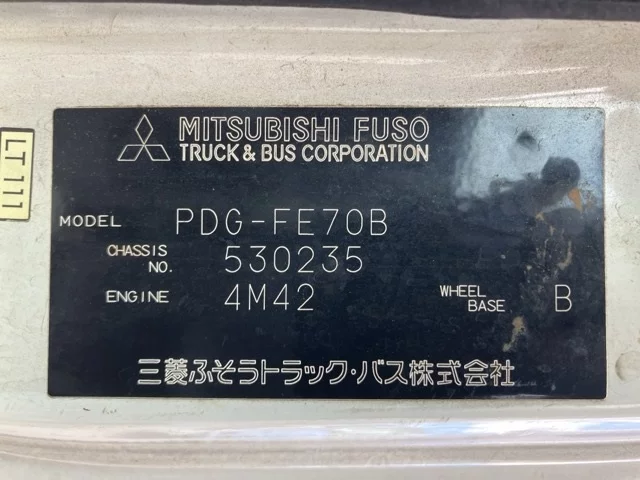 MITSUBISHI FUSO
TRUCK & BUS CORPORATION
LT111
MODEL PDG-FE70B
CHASSIS NO. 530235
ENGINE 4M42 WHEEL BASE B
三菱ふそうトラック・バス株式会社